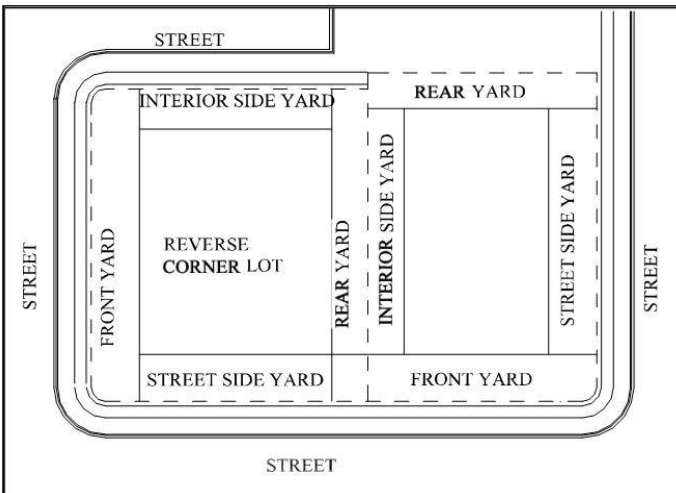 STREET
INTERIOR SIDE YARD
REAR YARD
STREET
FRONT YARD
REVERSE
CORNER LOT
REAR YARD
INTERIOR SIDE YARD
STREET SIDE YARD
STREET
STREET SIDE YARD
FRONT YARD
STREET